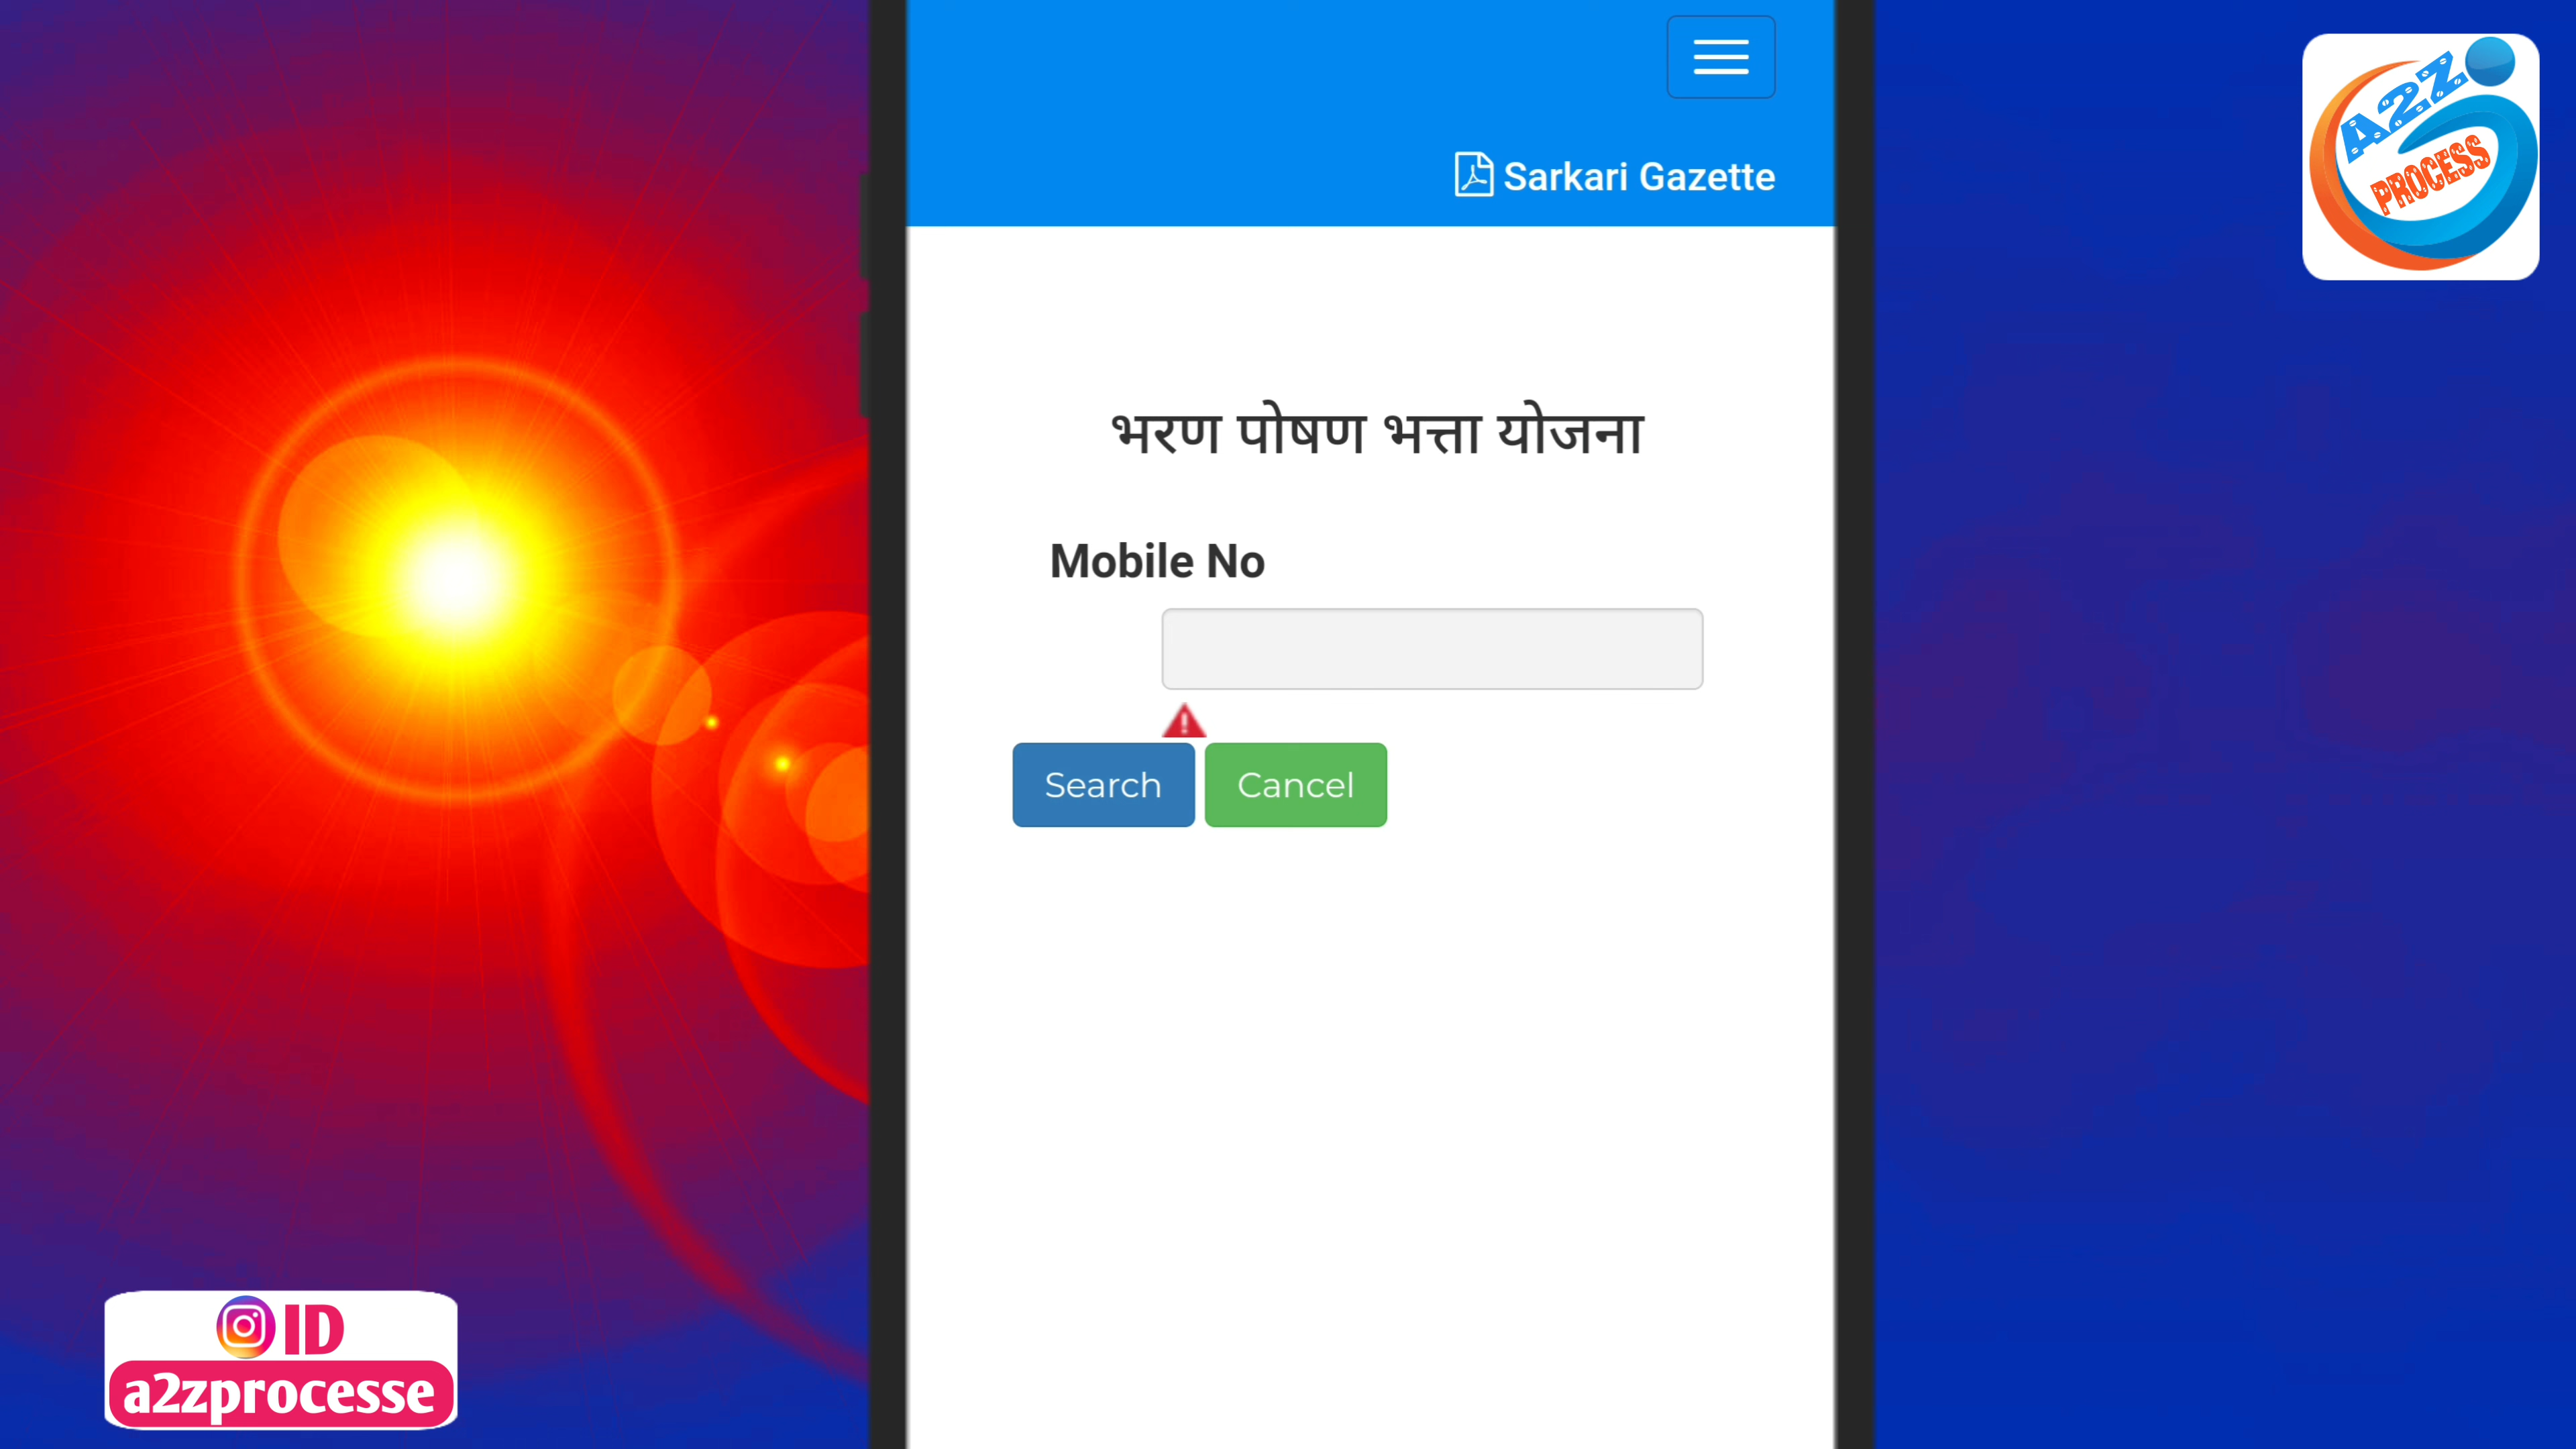 Sarkari Gazette
भरण पोषण भत्ता योजना
Mobile No
Search Cancel
A2Z
PROCESS
ID
a2zprocesse